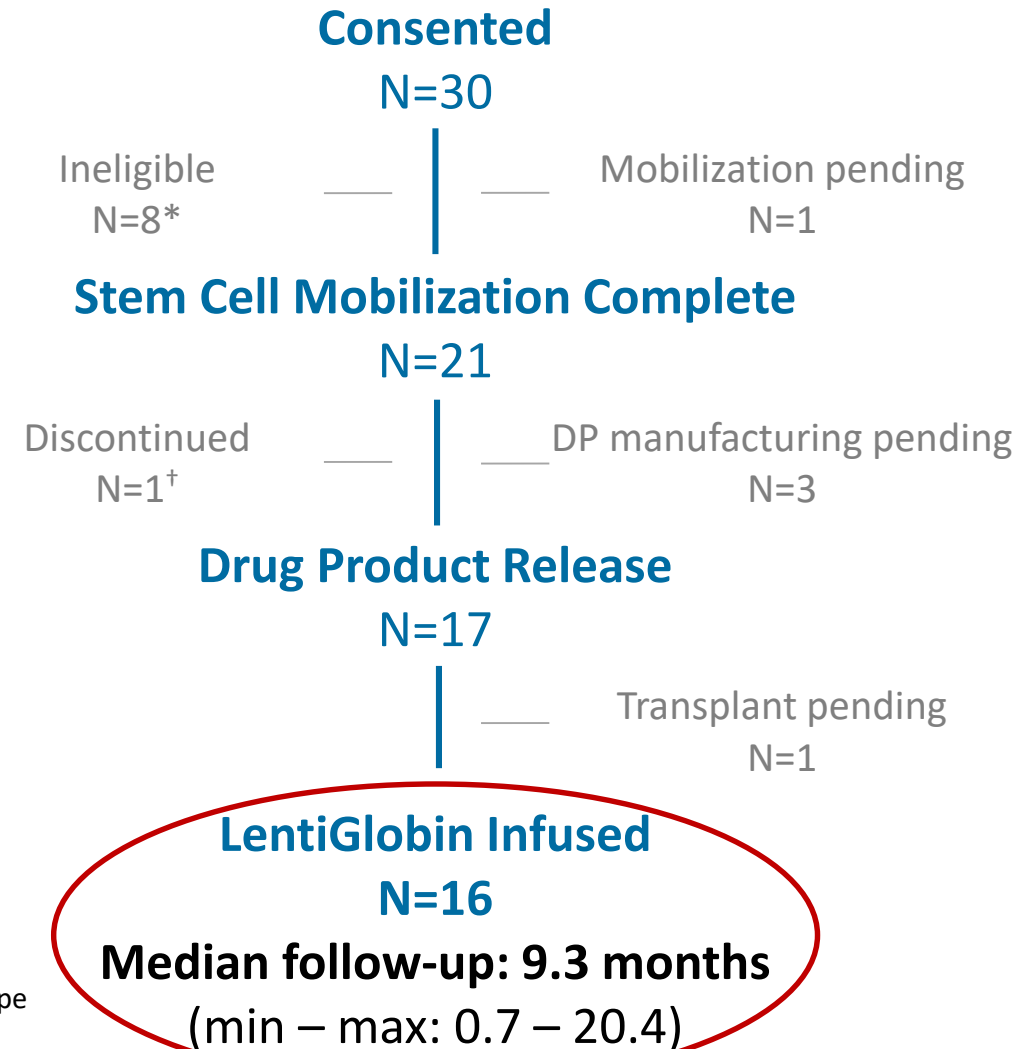 Consented
N=30
Ineligible
N=8*
Mobilization pending
N=1
Stem Cell Mobilization Complete
N=21
Discontinued
N=1†
DP manufacturing pending
N=3
Drug Product Release
N=17
Transplant pending
N=1
LentiGlobin Infused
N=16
Median follow-up: 9.3 months
pe
(min – max: 0.7 – 20.4)